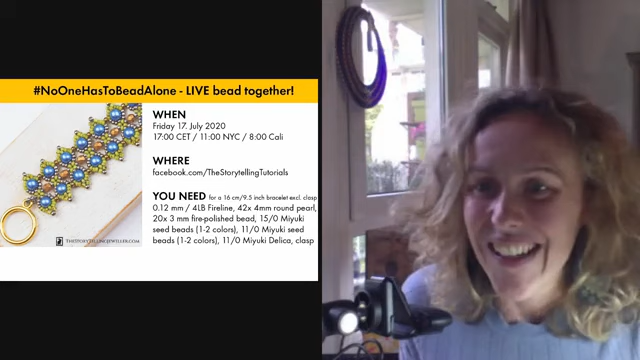 #NoOneHasToBeadAlone - LIVE bead together!
WHEN
Friday 17. July 2020
17:00 CET / 11:00 NYC / 8:00 Cali
WHERE
facebook.com/TheStorytellingTutorials
YOU NEED for a 16 cm/9.5 inch bracelet excl. clasp
0.12 mm / 4LB Fireline, 42x 4mm round pearl,
20x 3 mm fire-polished bead, 15/0 Miyuki
seed beads (1-2 colors), 11/0 Miyuki seed
beads (1-2 colors), 11/0 Miyuki Delica, clasp
THESTORYTELLINGJEWELLER.COM